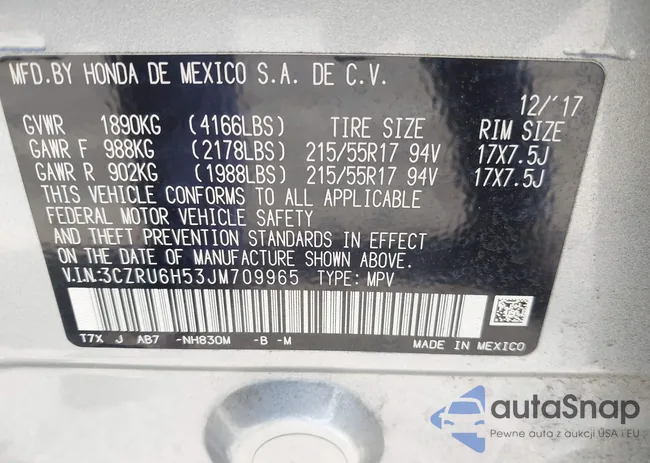 MFD.BY HONDA DE MEXICO S.A. DE C.V.
12/'17
GVWR 1890KG (4166LBS) TIRE SIZE RIM SIZE
GAWR F 988KG (2178LBS) 215/55R17 94V 17X7.5J
GAWR R 902KG (1988LBS) 215/55R17 94V 17X7.5J
THIS VEHICLE CONFORMS TO ALL APPLICABLE
FEDERAL MOTOR VEHICLE SAFETY
AND THEFT PREVENTION STANDARDS IN EFFECT
ON THE DATE OF MANUFACTURE SHOWN ABOVE.
V.I.N:3CZRU6H53JM709965 TYPE: MPV
T7X J AB7 -NH830M -B -M MADE IN MEXICO
autaSnap
Pewne auta z aukcji USA i EU